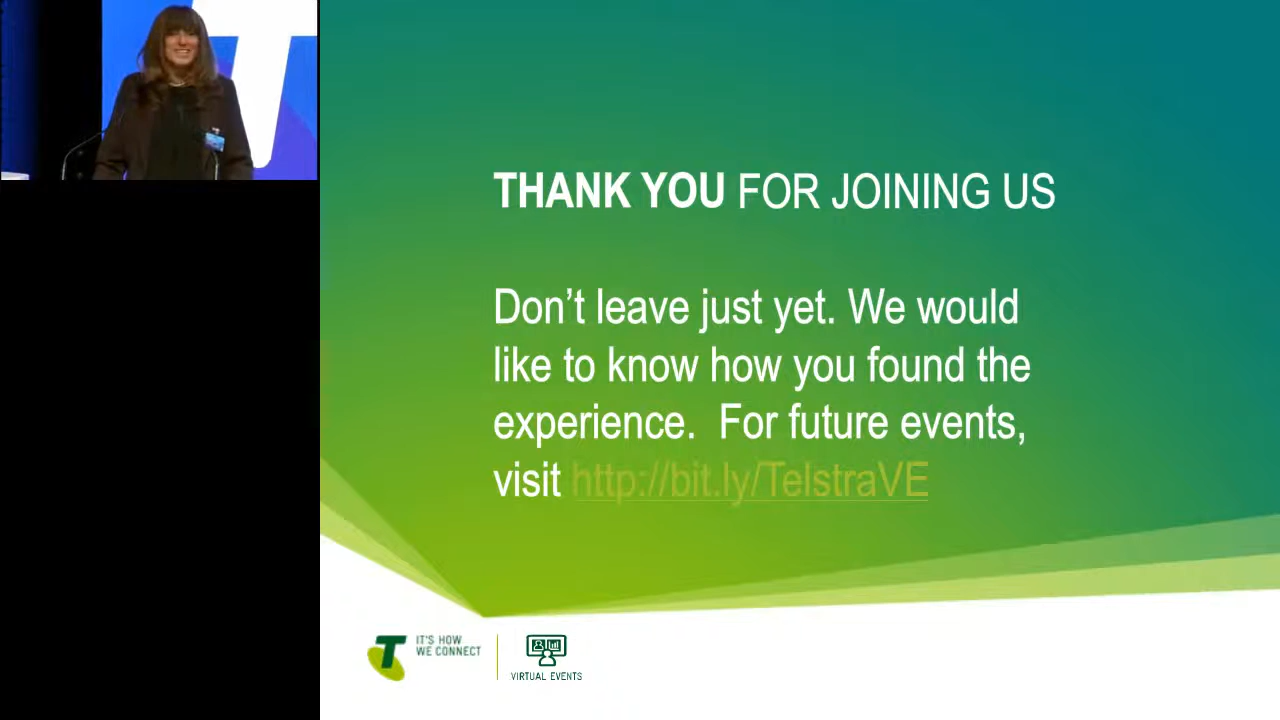 THANK YOU FOR JOINING US
Don’t leave just yet. We would
like to know how you found the
experience.  For future events,
visit http://bit.ly/TelstraVE
T
IT'S HOW
WE CONNECT
VIRTUAL EVENTS